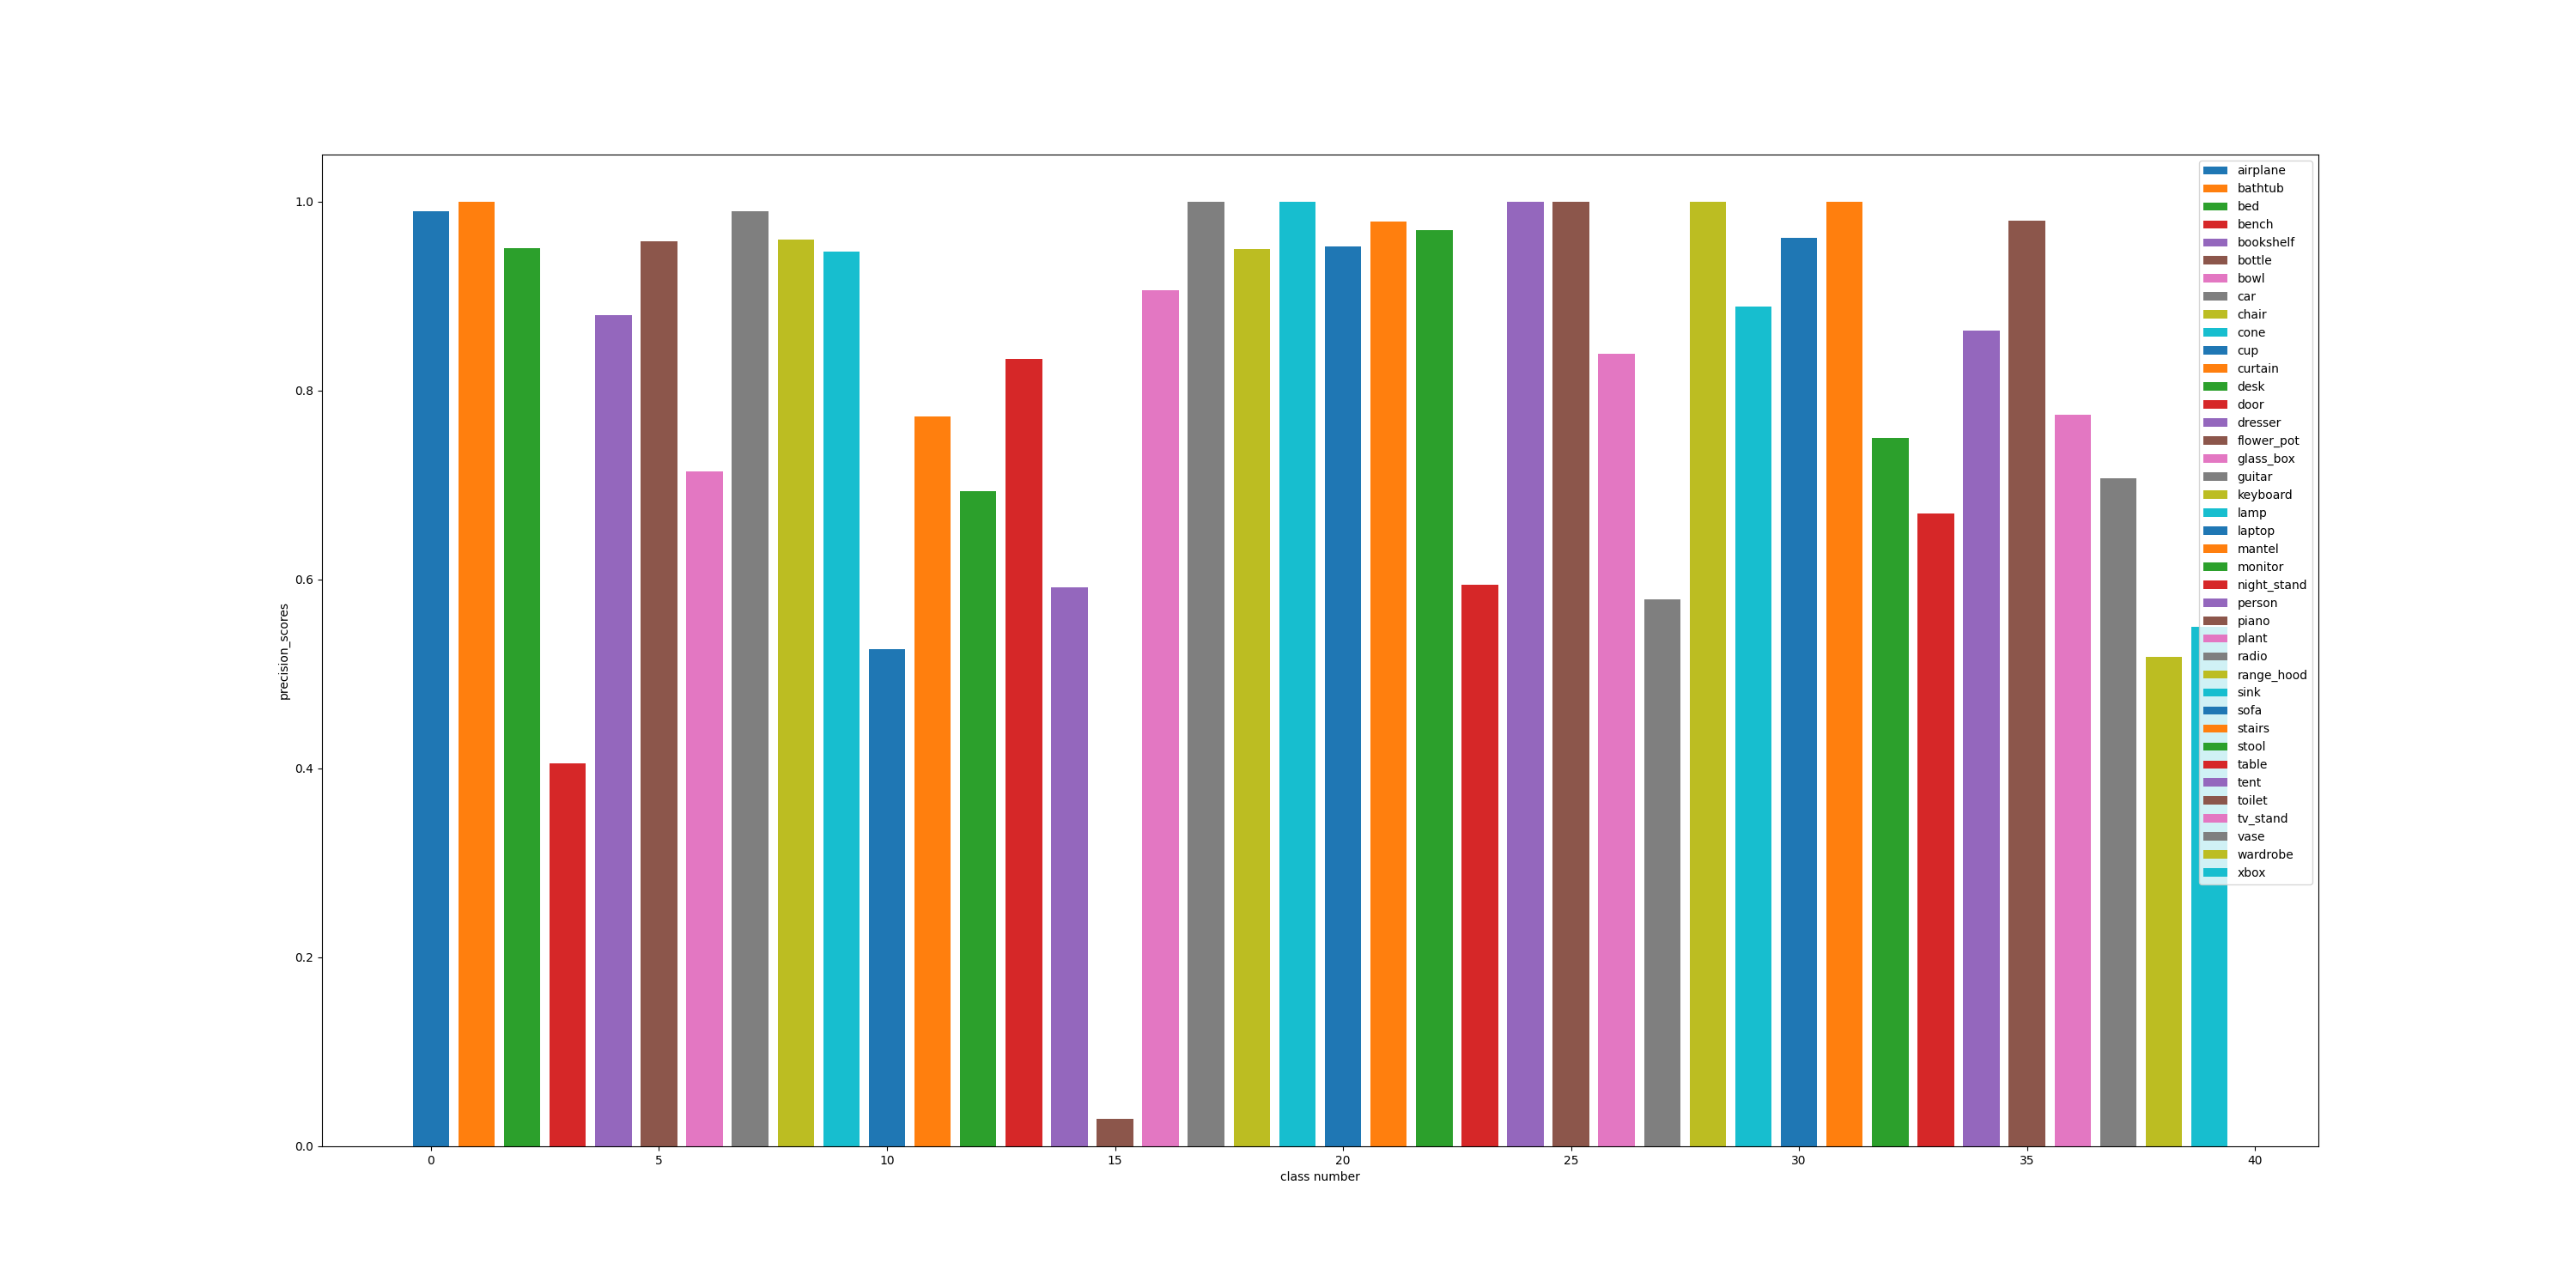 1.0
0.8
0.6
0.4
0.2
0.0
precision_scores
0 5 10 15 20 25 30 35 40
class number
airplane
bathtub
bed
bench
bookshelf
bottle
bowl
car
chair
cone
cup
curtain
desk
door
dresser
flower_pot
glass_box
guitar
keyboard
lamp
laptop
mantel
monitor
night_stand
person
piano
plant
radio
range_hood
sink
sofa
stairs
stool
table
tent
toilet
tv_stand
vase
wardrobe
xbox